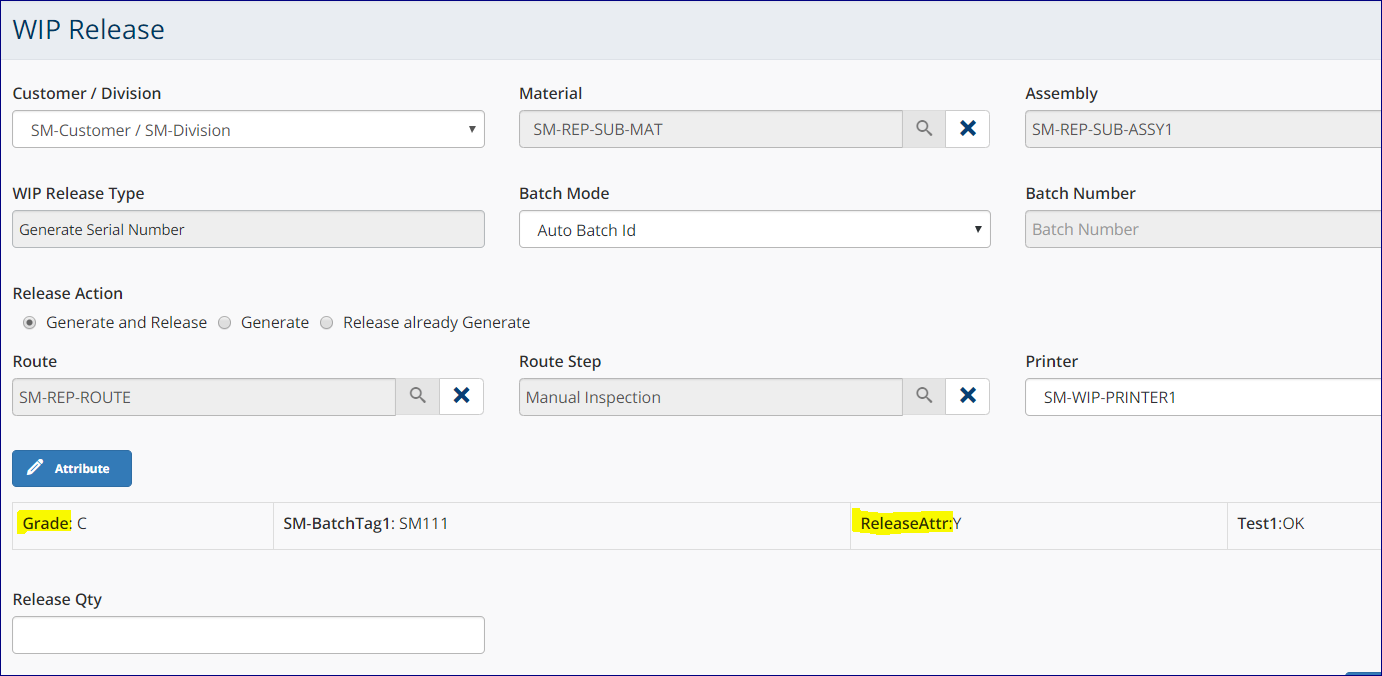 WIP Release
Customer / Division
Material
Assembly
SM-Customer / SM-Division
SM-REP-SUB-MAT
SM-REP-SUB-ASSY1
WIP Release Type
Batch Mode
Batch Number
Generate Serial Number
Auto Batch Id
Batch Number
Release Action
Generate and Release
Generate
Release already Generate
Route
Route Step
Printer
SM-REP-ROUTE
Manual Inspection
SM-WIP-PRINTER1
Attribute
Grade: C
SM-BatchTag1: SM111
ReleaseAttr:Y
Test1:OK
Release Qty